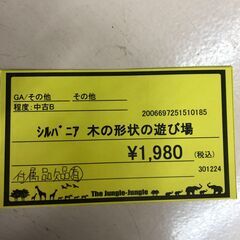 GA/その他 その他
程度:中古B
2006697251510185
ｼﾙﾊﾞﾆｱ 木の形状の遊び場
¥1,980 (税込)
301224
付属品欠品有
The Jungle-Jungle